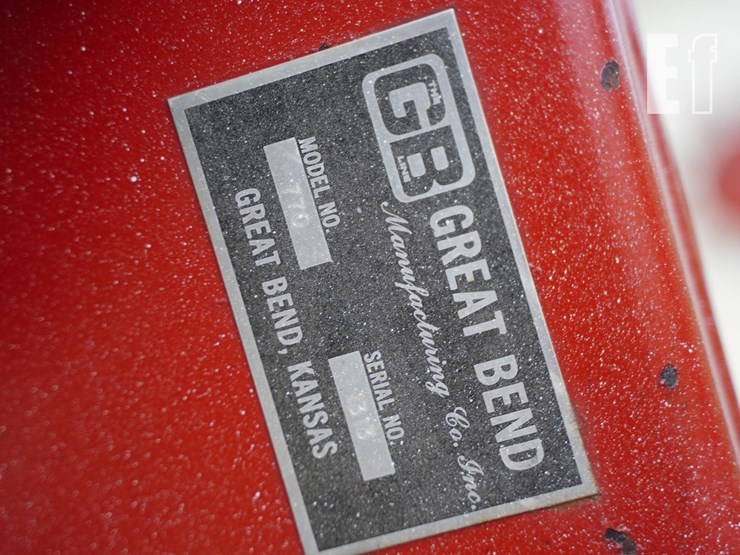 THE
GB
LINE
GREAT BEND
Manufacturing Co. Inc.
MODEL NO.
770
SERIAL NO:
GREAT BEND, KANSAS
Ef